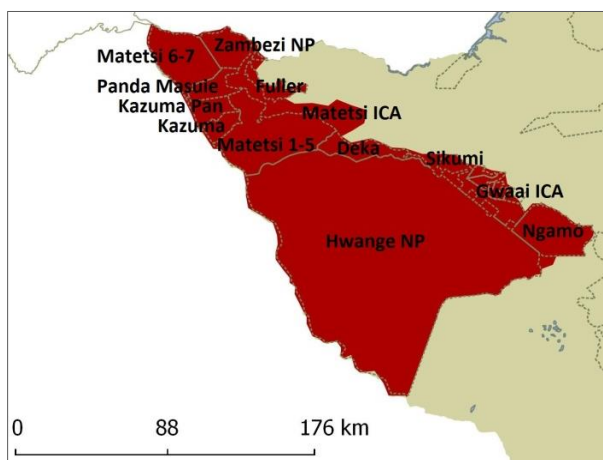 Zambezi NP
Matetsi 6-7
Panda Masuie
Fuller
Kazuma Pan
Matetsi ICA
Kazuma
Matetsi 1-5
Deka
Sikumi
Gwaai ICA
Ngamo
Hwange NP
0 88 176 km